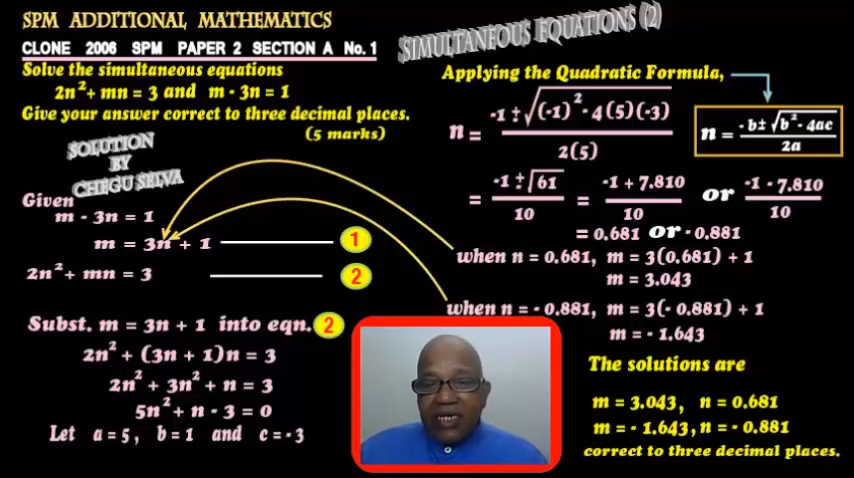 SPM ADDITIONAL MATHEMATICS
CLONE 2006 SPM PAPER 2 SECTION A No. 1
Solve the simultaneous equations
2n² + mn = 3 and m - 3n = 1
Give your answer correct to three decimal places.
(5 marks)
SOLUTION
BY
CHEGU SELVA
Given
m - 3n = 1
m = 3n + 1 1
2n² + mn = 3 2
Subst. m = 3n + 1 into eqn. 2
2n² + (3n + 1)n = 3
2n² + 3n² + n = 3
5n² + n - 3 = 0
Let a = 5, b = 1 and c = - 3
SIMULTANEOUS EQUATIONS (2)
Applying the Quadratic Formula,
n = -1 ± √(-1)² - 4(5)(-3) / 2(5)
n = -b ± √b² - 4ac / 2a
= -1 ± √61 / 10 = -1 + 7.810 / 10 or -1 - 7.810 / 10
= 0.681 or - 0.881
when n = 0.681, m = 3(0.681) + 1
m = 3.043
when n = - 0.881, m = 3(- 0.881) + 1
m = - 1.643
The solutions are
m = 3.043, n = 0.681
m = - 1.643, n = - 0.881
correct to three decimal places.